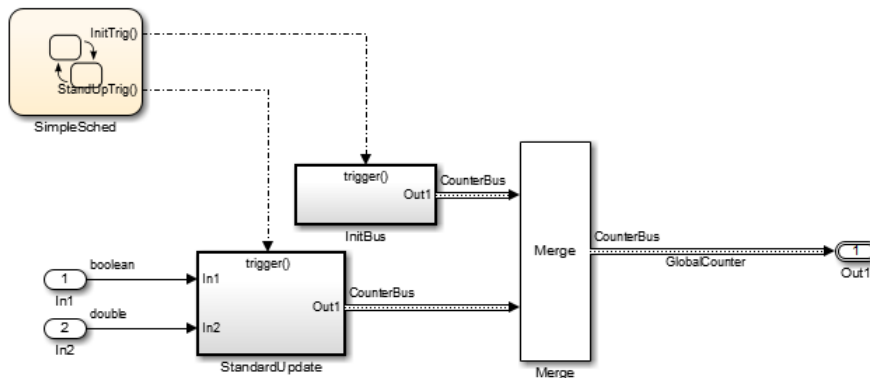 InitTrig()
StandUpTrig()
SimpleSched
trigger()
Out1
InitBus
CounterBus
Merge
Merge
CounterBus
GlobalCounter
1
Out1
boolean
1
In1
double
2
In2
trigger()
In1
In2
Out1
StandardUpdate
CounterBus